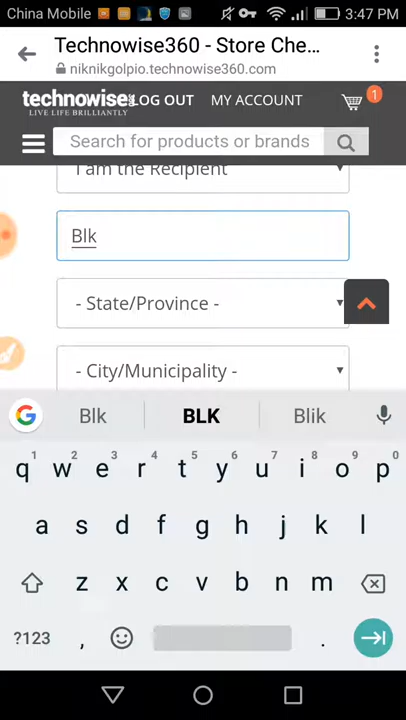 China Mobile 3:47 PM
Technowise360 - Store Che...
niknikgolpio.technowise360.com
technowise LOG OUT MY ACCOUNT 1
LIVE LIFE BRILLIANTLY
Search for products or brands
I am the Recipient
Blk
- State/Province -
- City/Municipality -
G Blk BLK Blik
1 2 3 4 5 6 7 8 9 0
q w e r t y u i o p
a s d f g h j k l
z x c v b n m
?123 , .